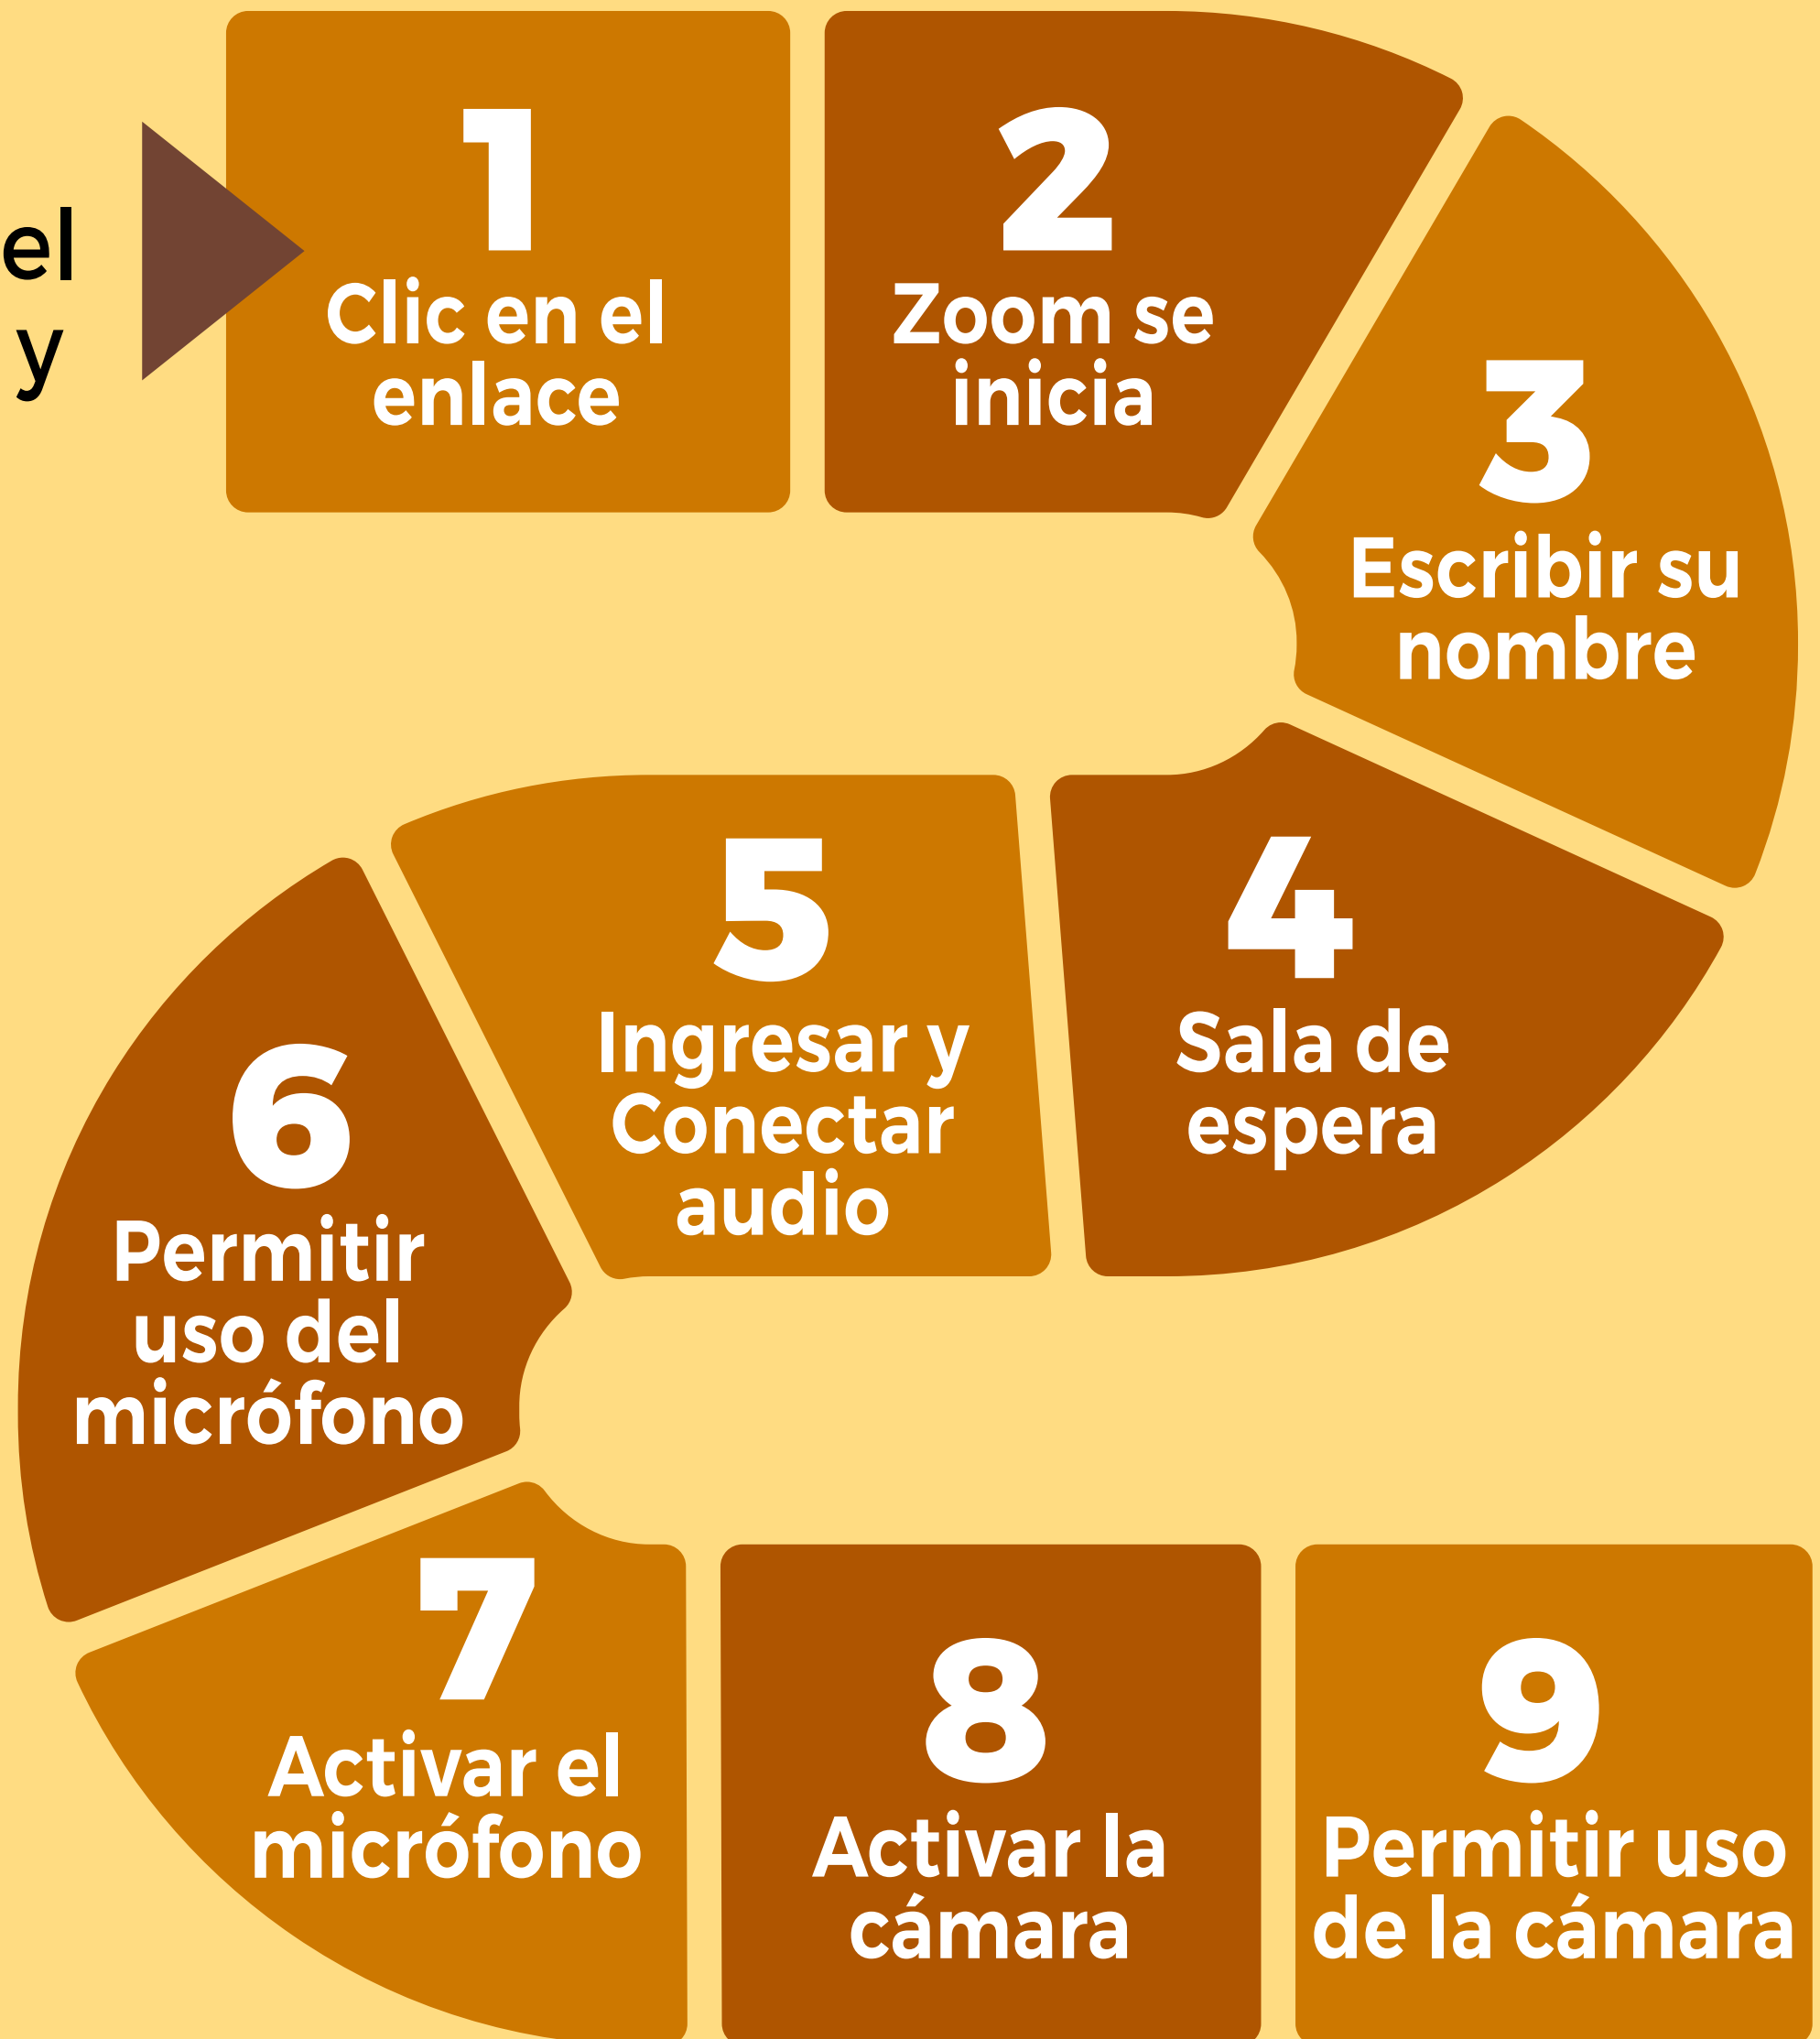 el
y
1
Clic en el
enlace
2
Zoom se
inicia
3
Escribir su
nombre
4
Sala de
espera
5
Ingresar y
Conectar
audio
6
Permitir
uso del
micrófono
7
Activar el
micrófono
8
Activar la
cámara
9
Permitir uso
de la cámara